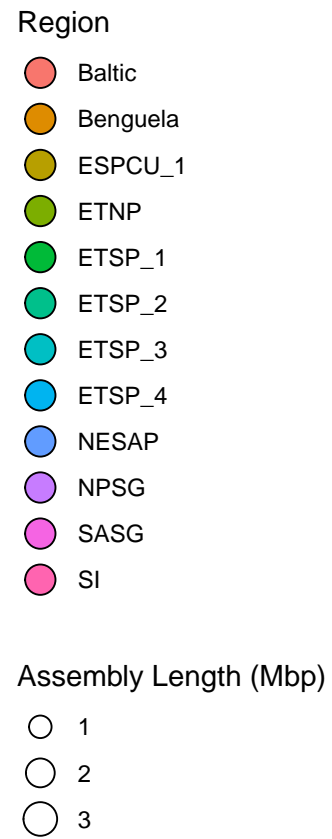 Region
Baltic
Benguela
ESPCU_1
ETNP
ETSP_1
ETSP_2
ETSP_3
ETSP_4
NESAP
NPSG
SASG
SI
Assembly Length (Mbp)
1
2
3